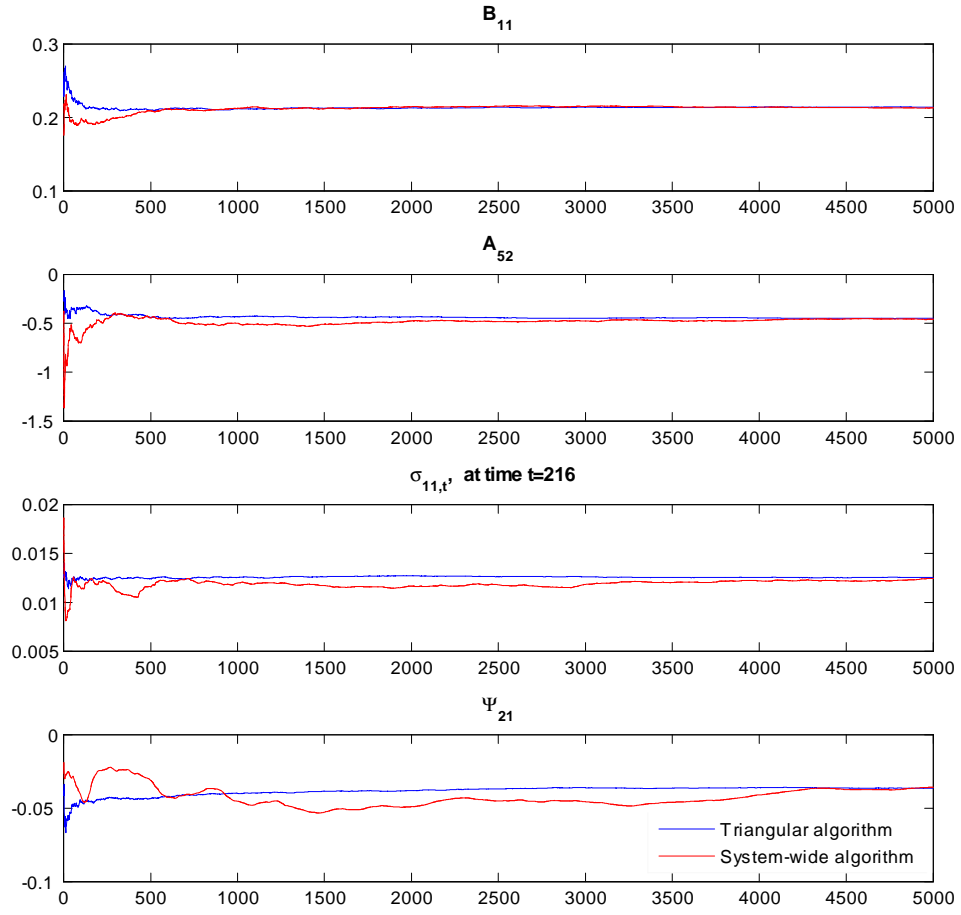 B11
0.3
0.2
0.1
0 500 1000 1500 2000 2500 3000 3500 4000 4500 5000
A52
0
-0.5
-1
-1.5
0 500 1000 1500 2000 2500 3000 3500 4000 4500 5000
σ11,t, at time t=216
0.02
0.015
0.01
0.005
0 500 1000 1500 2000 2500 3000 3500 4000 4500 5000
Ψ21
0
-0.05
-0.1
Triangular algorithm
System-wide algorithm
0 500 1000 1500 2000 2500 3000 3500 4000 4500 5000